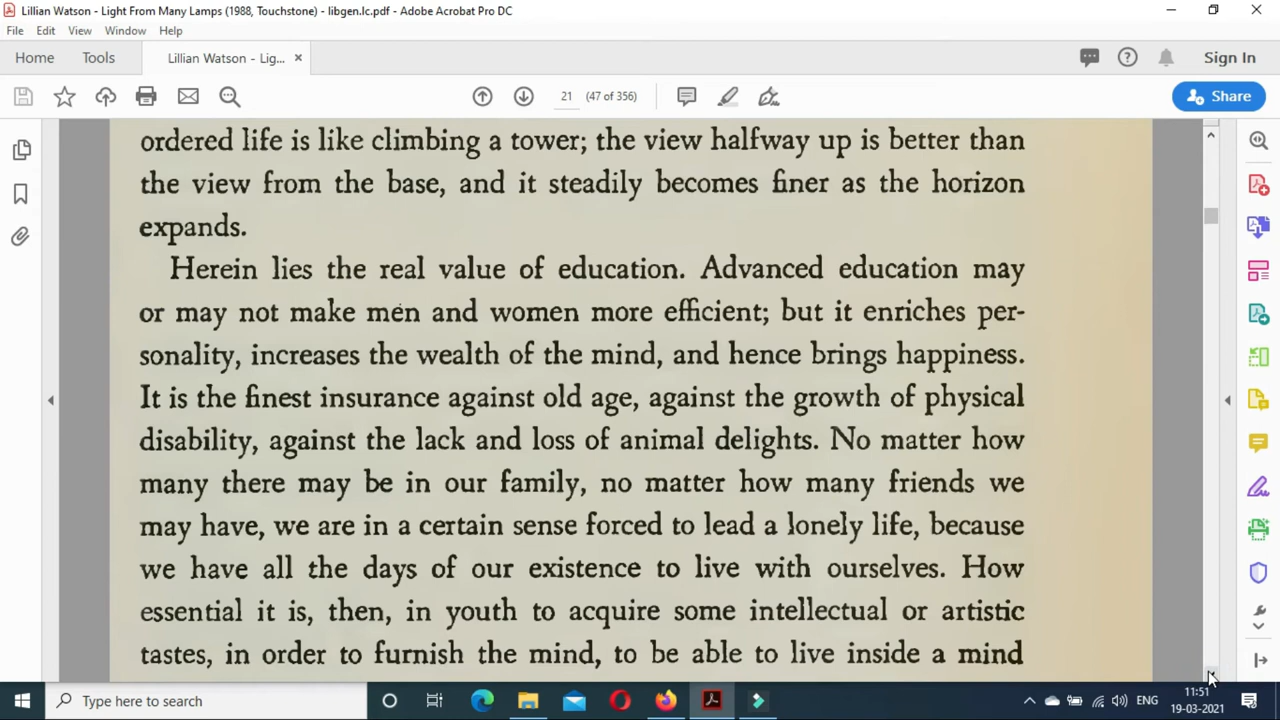 Lillian Watson - Light From Many Lamps (1988, Touchstone) - libgen.lc.pdf - Adobe Acrobat Pro DC
File Edit View Window Help
Home Tools Lillian Watson - Lig... × Sign In
21 (47 of 356) Share
ordered life is like climbing a tower; the view halfway up is better than
the view from the base, and it steadily becomes finer as the horizon
expands.
Herein lies the real value of education. Advanced education may
or may not make men and women more efficient; but it enriches per-
sonality, increases the wealth of the mind, and hence brings happiness.
It is the finest insurance against old age, against the growth of physical
disability, against the lack and loss of animal delights. No matter how
many there may be in our family, no matter how many friends we
may have, we are in a certain sense forced to lead a lonely life, because
we have all the days of our existence to live with ourselves. How
essential it is, then, in youth to acquire some intellectual or artistic
tastes, in order to furnish the mind, to be able to live inside a mind
Type here to search ENG 11:51
19-03-2021